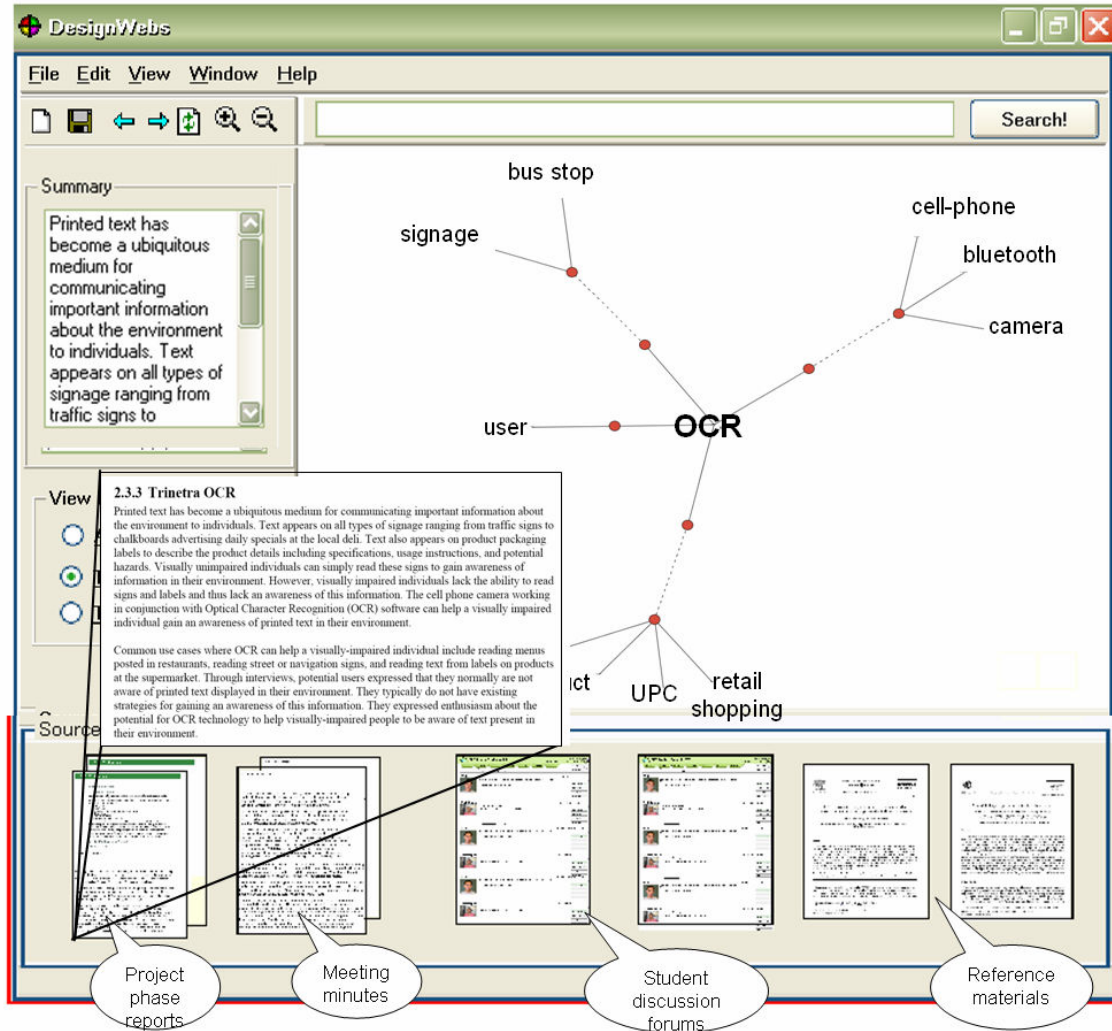 DesignWebs
File Edit View Window Help
Search!
Summary
Printed text has
become a ubiquitous
medium for
communicating
important information
about the environment
to individuals. Text
appears on all types of
signage ranging from
traffic signs to
bus stop
signage
cell-phone
bluetooth
camera
user
OCR
UPC
retail
shopping
View
2.3.3 Trinetra OCR
Printed text has become a ubiquitous medium for communicating important information about
the environment to individuals. Text appears on all types of signage ranging from traffic signs to
chalkboards advertising daily specials at the local deli. Text also appears on product packaging
labels to describe the product details including specifications, usage instructions, and potential
hazards. Visually unimpaired individuals can simply read these signs to gain awareness of
information in their environment. However, visually impaired individuals lack the ability to read
signs and labels and thus lack an awareness of this information. The cell phone camera working
in conjunction with Optical Character Recognition (OCR) software can help a visually impaired
individual gain an awareness of printed text in their environment.
Common use cases where OCR can help a visually-impaired individual include reading menus
posted in restaurants, reading street or navigation signs, and reading text from labels on products
at the supermarket. Through interviews, potential users expressed that they normally are not
aware of printed text displayed in their environment. They typically do not have existing
strategies for gaining an awareness of this information. They expressed enthusiasm about the
potential for OCR technology to help visually-impaired people to be aware of text present in
their environment.
Source
Project
phase
reports
Meeting
minutes
Student
discussion
forums
Reference
materials